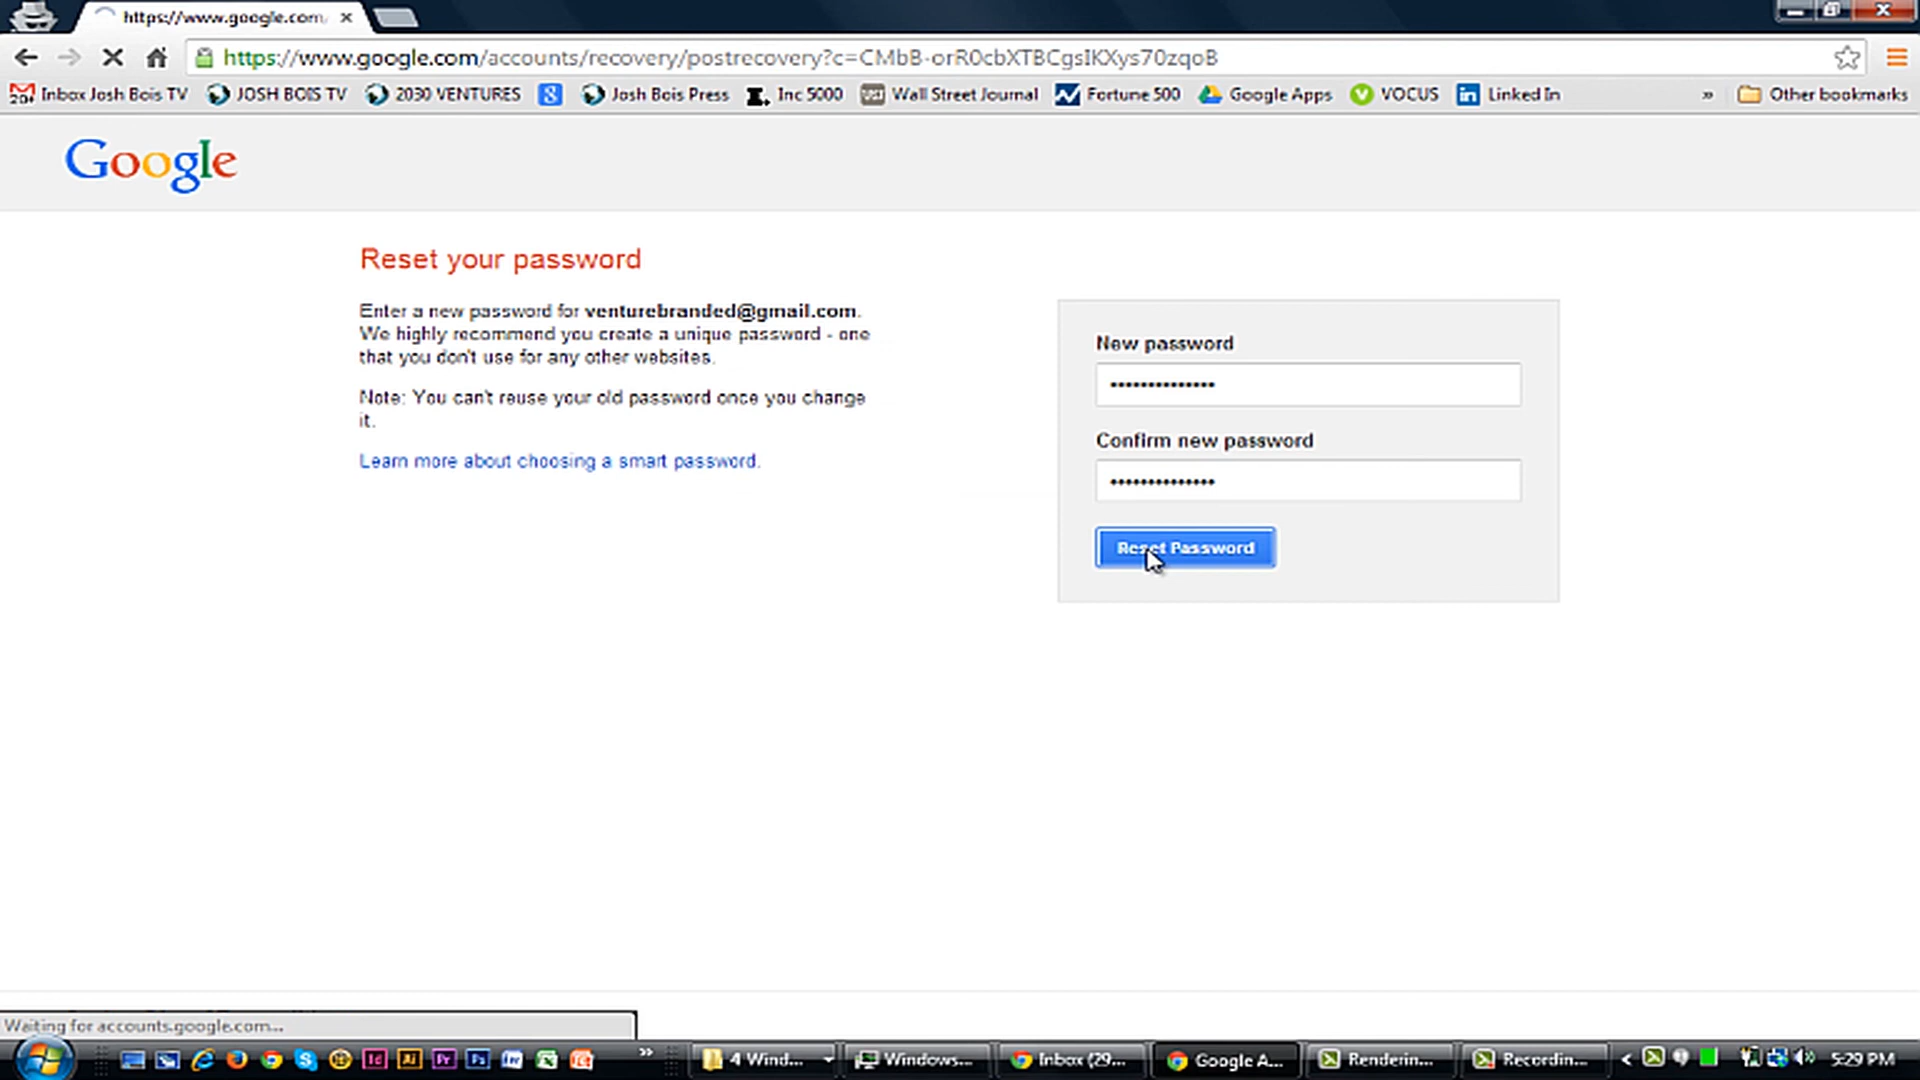 https://www.google.com/
https://www.google.com/accounts/recovery/postrecovery?c=CMbB-orR0cbXTBCgsIKXys70zqoB
Inbox Josh Bois TV JOSH BOIS TV 2030 VENTURES Josh Bois Press Inc 5000 Wall Street Journal Fortune 500 Google Apps VOCUS Linked In » Other bookmarks
Google
Reset your password
Enter a new password for venturebranded@gmail.com.
We highly recommend you create a unique password - one
that you don't use for any other websites.
Note: You can't reuse your old password once you change
it.
Learn more about choosing a smart password.
New password
••••••••••••••
Confirm new password
••••••••••••••
Reset Password
Waiting for accounts.google.com...
4 Wind... Windows... Inbox (29... Google A... Renderin... Recordin... 5:29 PM